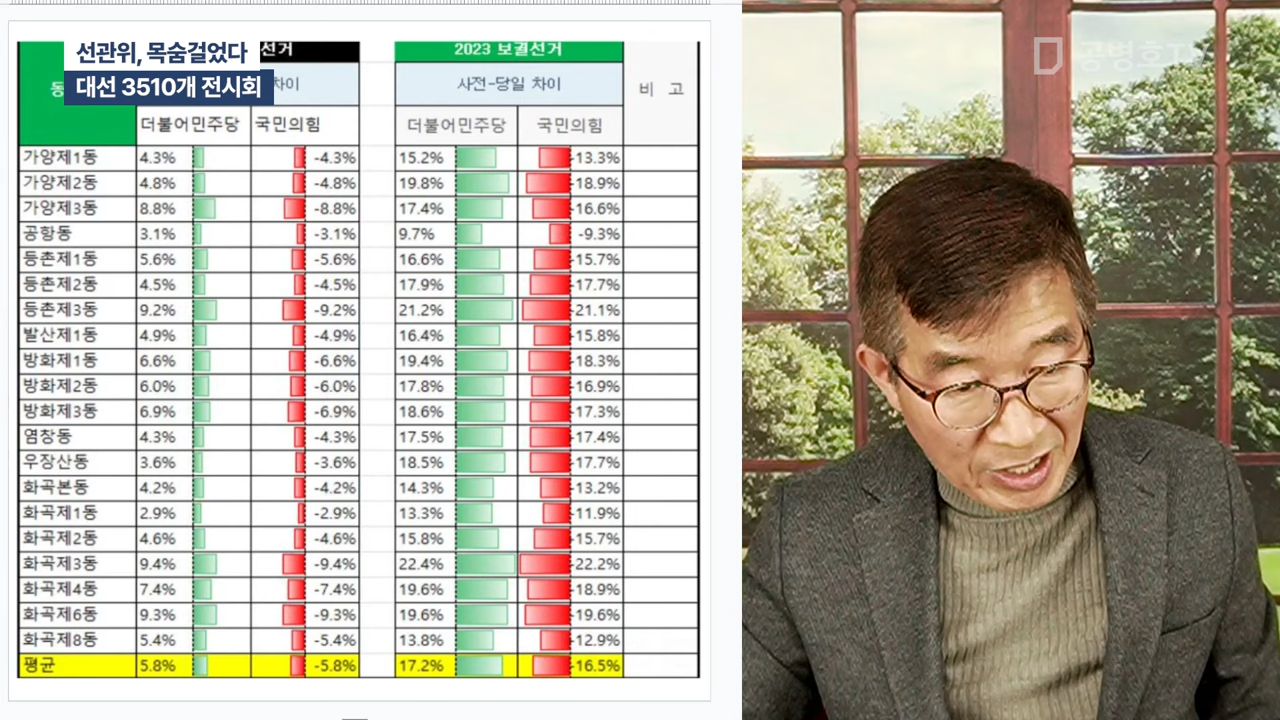 선관위, 목숨걸었다
대선 3510개 전시회
선거
2023 보궐선거
동
차이
사전-당일 차이
비 고
더불어민주당 국민의힘 더불어민주당 국민의힘
가양제1동 4.3% -4.3% 15.2% -13.3%
가양제2동 4.8% -4.8% 19.8% -18.9%
가양제3동 8.8% -8.8% 17.4% -16.6%
공항동 3.1% -3.1% 9.7% -9.3%
등촌제1동 5.6% -5.6% 16.6% -15.7%
등촌제2동 4.5% -4.5% 17.9% -17.7%
등촌제3동 9.2% -9.2% 21.2% -21.1%
발산제1동 4.9% -4.9% 16.4% -15.8%
방화제1동 6.6% -6.6% 19.4% -18.3%
방화제2동 6.0% -6.0% 17.8% -16.9%
방화제3동 6.9% -6.9% 18.6% -17.3%
염창동 4.3% -4.3% 17.5% -17.4%
우장산동 3.6% -3.6% 18.5% -17.7%
화곡본동 4.2% -4.2% 14.3% -13.2%
화곡제1동 2.9% -2.9% 13.3% -11.9%
화곡제2동 4.6% -4.6% 15.8% -15.7%
화곡제3동 9.4% -9.4% 22.4% -22.2%
화곡제4동 7.4% -7.4% 19.6% -18.9%
화곡제6동 9.3% -9.3% 19.6% -19.6%
화곡제8동 5.4% -5.4% 13.8% -12.9%
평균 5.8% -5.8% 17.2% -16.5%
공병호TV